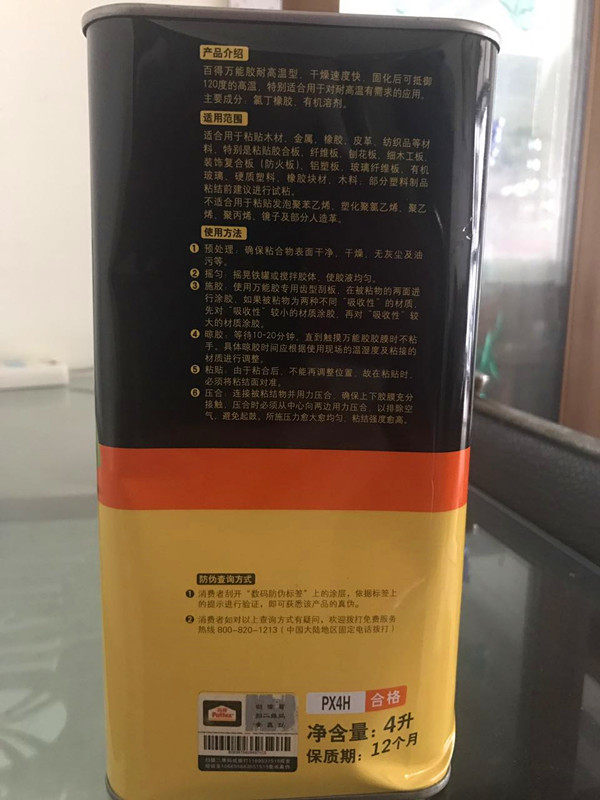 产品介绍
百得万能胶耐高温型，干燥速度快，固化后可抵御
120度的高温，特别适合用于对耐高温有需求的应用。
主要成分：氯丁橡胶，有机溶剂。
适用范围
适合用于粘贴木材、金属、橡胶、皮革、纺织品等材
料，特别是粘贴胶合板、纤维板、刨花板、细木工板、
装饰复合板（防火板）、铝塑板、玻璃纤维板、有机
玻璃、硬质塑料、橡胶块材、木料、部分塑料制品
粘结前建议进行试粘。
不适合用于粘贴发泡聚苯乙烯、塑化聚氯乙烯、聚乙
烯、聚丙烯、镜子及部分人造革。
使用方法
1 预处理：确保粘合物表面干净，干燥，无灰尘及油
污等。
2 摇匀：摇晃铁罐或搅拌胶体，使胶液均匀。
3 施胶：使用万能胶专用齿型刮板，在被粘物的两面进
行涂胶，如果被粘物为两种不同“吸收性”的材质，
先对“吸收性”较小的材质涂胶，再对“吸收性”较
大的材质涂胶。
4 晾胶：等待10-20分钟，直到触摸万能胶胶膜时不粘
手。具体晾胶时间应根据使用现场的温湿度及粘接的
材质进行调整。
5 粘贴：由于粘合后，不能再调整位置，故在粘贴时，
必须将粘结面对准。
6 压合：连接被粘结物并用力压合，确保上下胶膜充分
接触，压合时必须从中心向两边用力压合，以排除空
气，避免起鼓。所施压力愈大愈均匀，粘结强度愈高。
防伪查询方式
1 消费者刮开“数码防伪标签”上的涂层，依据标签上
的提示进行验证，即可获悉该产品的真伪。
2 消费者如对以上查询方式有疑问，欢迎拨打免费服务
热线 800-820-1213（中国大陆地区固定电话拨打）
Pattex
PX4H 合格
净含量：4升
保质期：12个月